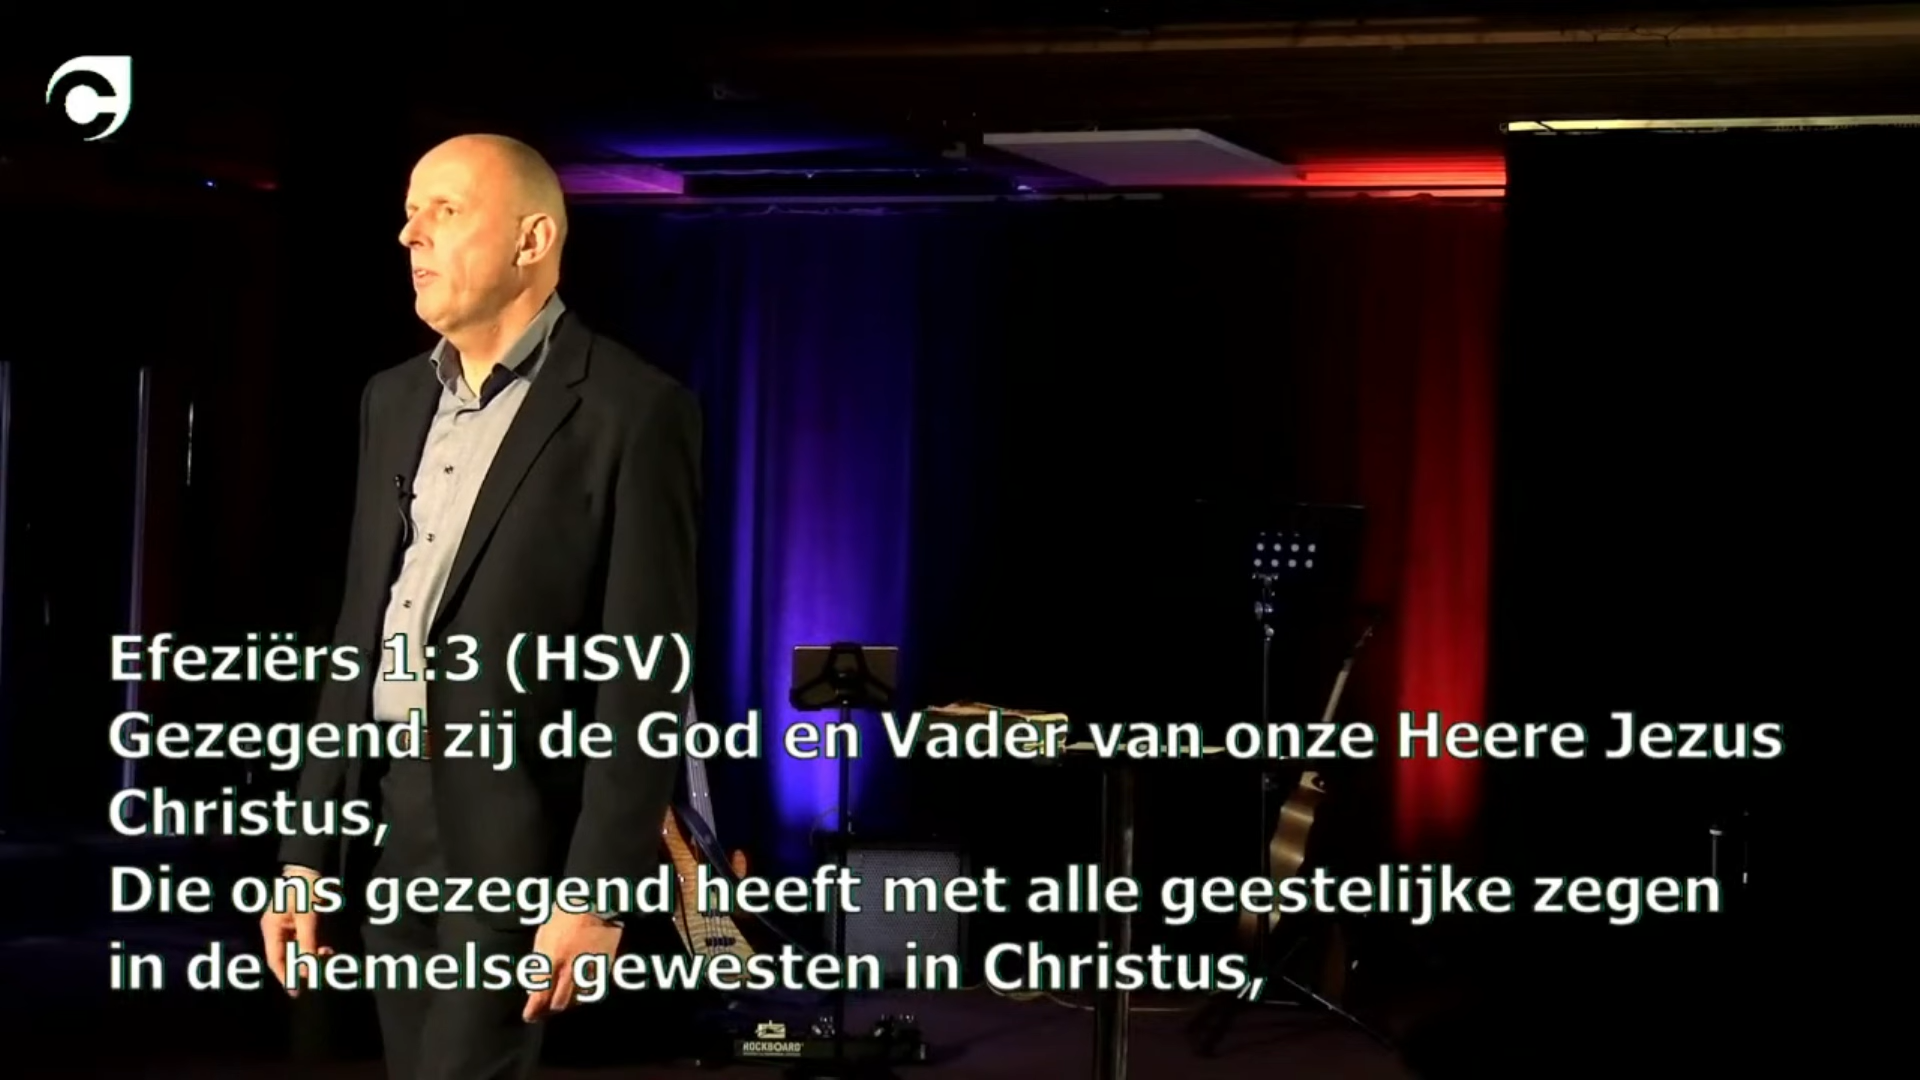 Efeziërs 1:3 (HSV)
Gezegend zij de God en Vader van onze Heere Jezus
Christus,
Die ons gezegend heeft met alle geestelijke zegen
in de hemelse gewesten in Christus,
ROCKBOARD